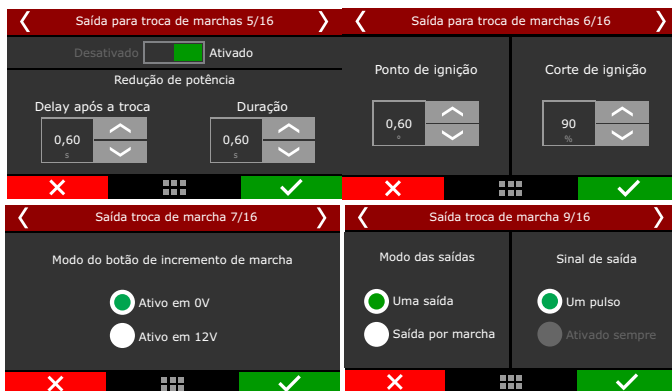 Saída para troca de marchas 5/16
Desativado Ativado
Redução de potência
Delay após a troca Duração
0,60 0,60
s s
Saída para troca de marchas 6/16
Ponto de ignição Corte de ignição
0,60 90
° %
Saída troca de marcha 7/16
Modo do botão de incremento de marcha
Ativo em 0V
Ativo em 12V
Saída troca de marcha 9/16
Modo das saídas Sinal de saída
Uma saída Um pulso
Saída por marcha Ativado sempre